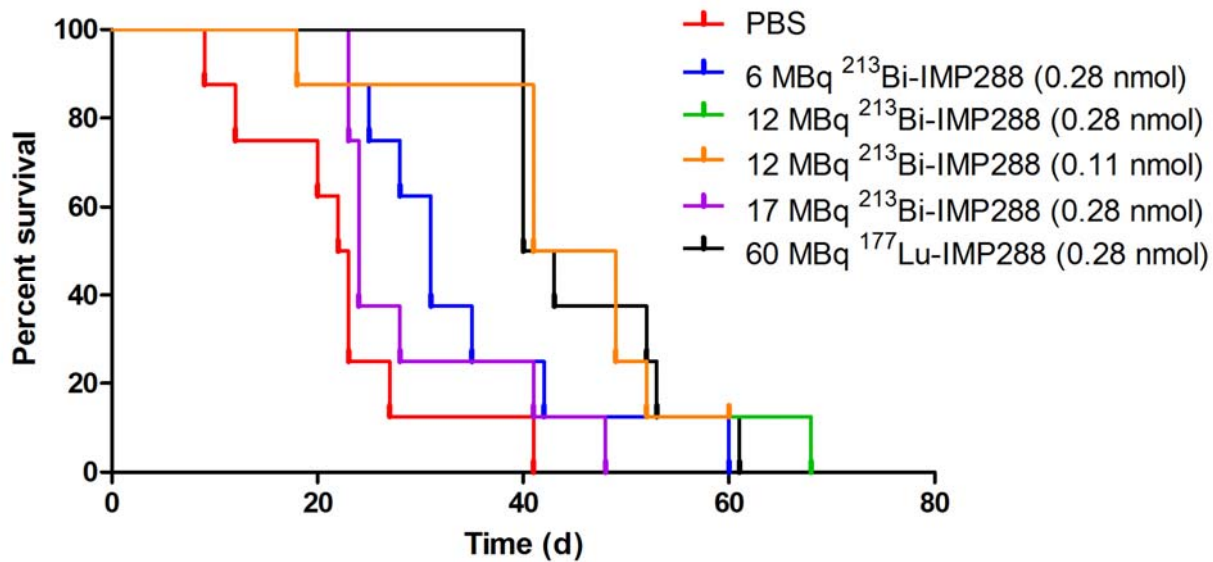 Percent survival
100
80
60
40
20
0
0 20 40 60 80
Time (d)
PBS
6 MBq ²¹³Bi-IMP288 (0.28 nmol)
12 MBq ²¹³Bi-IMP288 (0.28 nmol)
12 MBq ²¹³Bi-IMP288 (0.11 nmol)
17 MBq ²¹³Bi-IMP288 (0.28 nmol)
60 MBq ¹⁷⁷Lu-IMP288 (0.28 nmol)